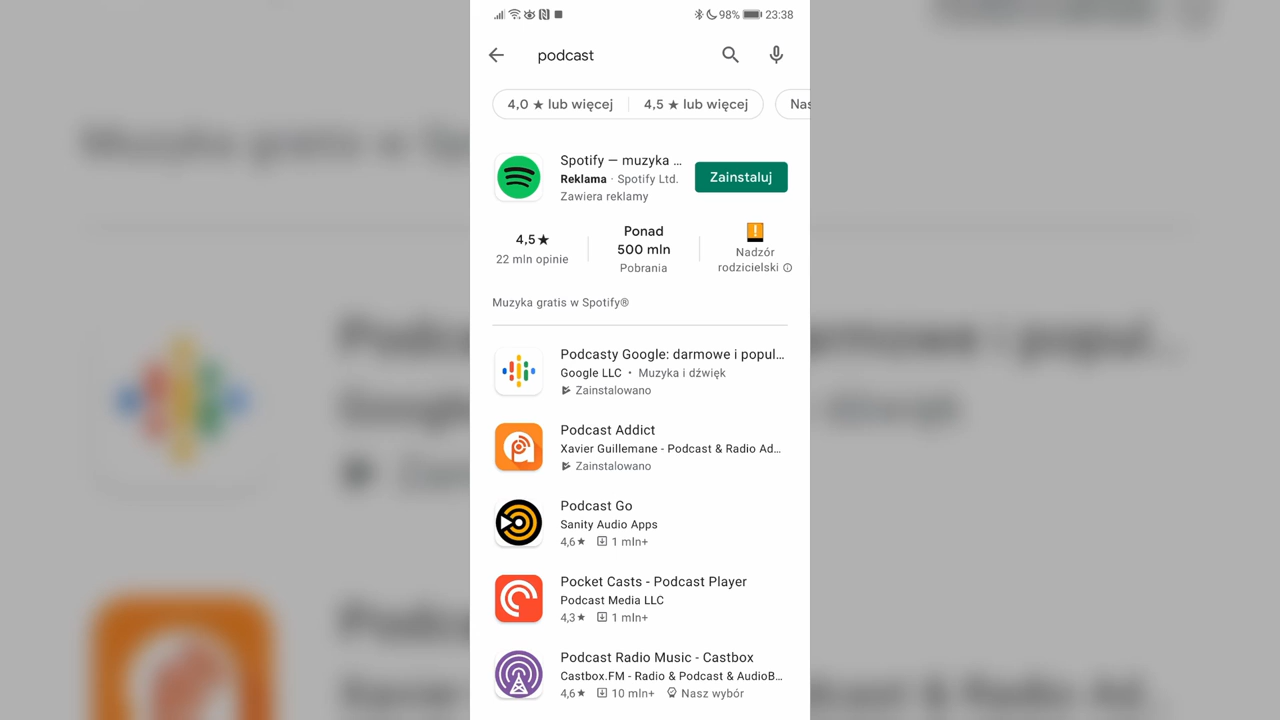 98% 23:38
podcast
4,0 ★ lub więcej 4,5 ★ lub więcej Nas
Spotify — muzyka ...
Reklama · Spotify Ltd.
Zawiera reklamy
Zainstaluj
4,5★
22 mln opinie
Ponad
500 mln
Pobrania
Nadzór
rodzicielski
Muzyka gratis w Spotify®
Podcasty Google: darmowe i popul...
Google LLC • Muzyka i dźwięk
Zainstalowano
Podcast Addict
Xavier Guillemane - Podcast & Radio Ad...
Zainstalowano
Podcast Go
Sanity Audio Apps
4,6★ 1 mln+
Pocket Casts - Podcast Player
Podcast Media LLC
4,3★ 1 mln+
Podcast Radio Music - Castbox
Castbox.FM - Radio & Podcast & AudioB...
4,6★ 10 mln+ Nasz wybór